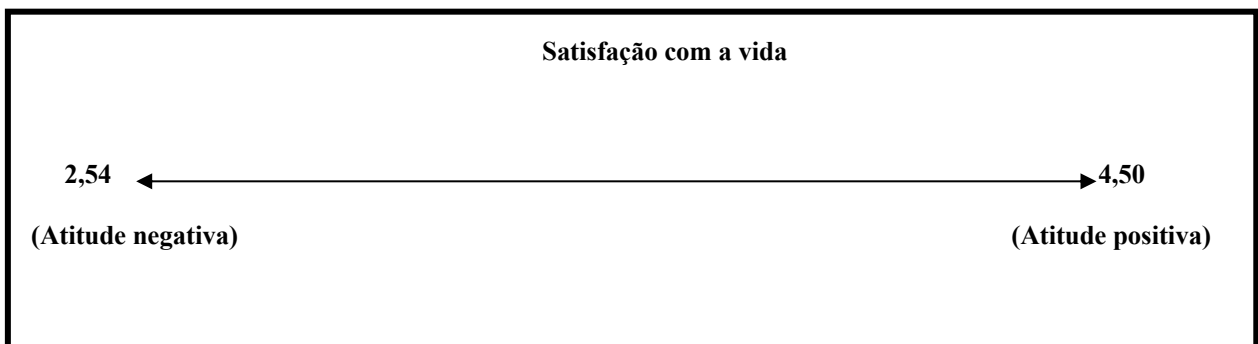 Satisfação com a vida
2,54 4,50
(Atitude negativa) (Atitude positiva)